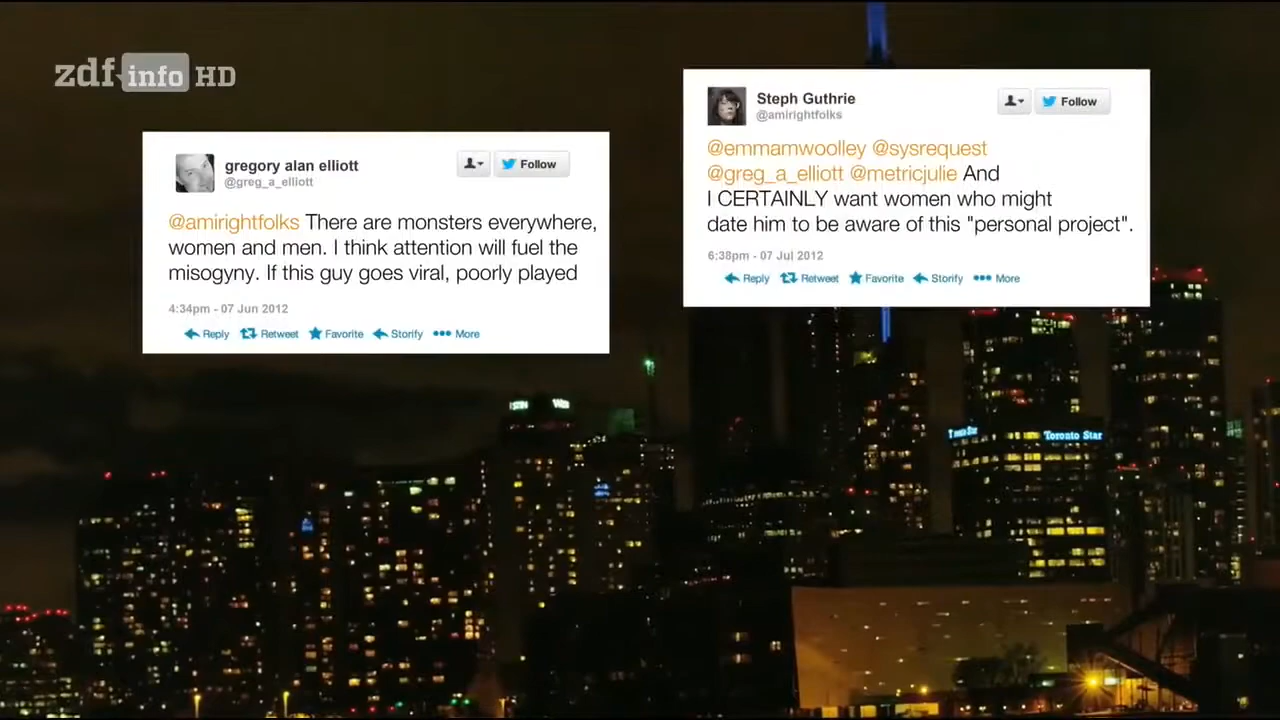 zdf info HD
gregory alan elliott
@greg_a_elliott
Follow
@amirightfolks There are monsters everywhere,
women and men. I think attention will fuel the
misogyny. If this guy goes viral, poorly played
4:34pm - 07 Jun 2012
Reply Retweet Favorite Storify More
Steph Guthrie
@amirightfolks
Follow
@emmamwoolley @sysrequest
@greg_a_elliott @metricjulie And
I CERTAINLY want women who might
date him to be aware of this "personal project".
6:38pm - 07 Jul 2012
Reply Retweet Favorite Storify More
Toronto Star